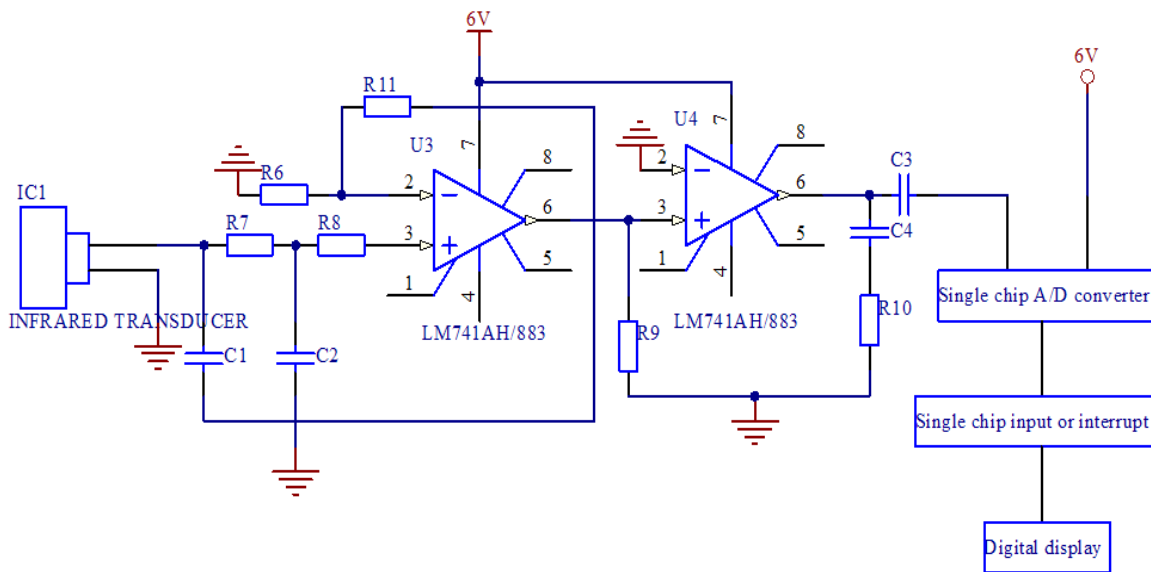 6V
6V
R11
U3
7
U4
7
8
8
R6
2
2
C3
IC1
6
6
R7
R8
3
3
C4
5
5
1
1
4
4
Single chip A/D converter
INFRARED TRANSDUCER
LM741AH/883
LM741AH/883
R10
R9
C1
C2
Single chip input or interrupt
Digital display